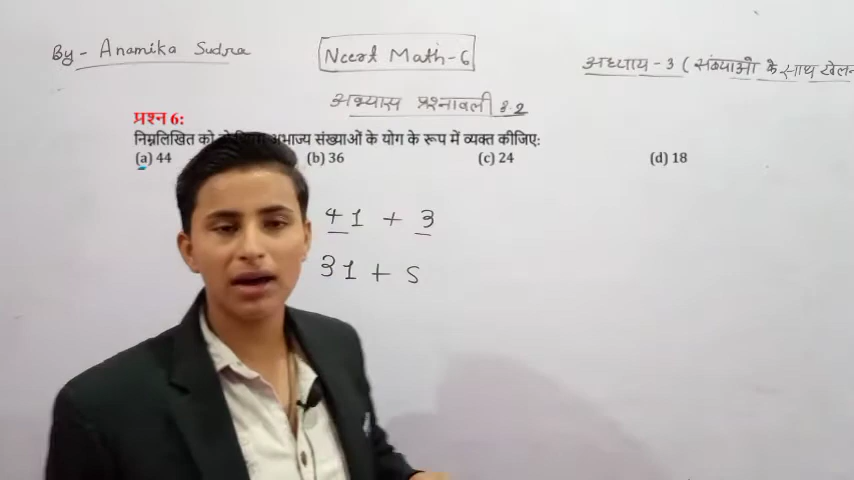 By - Anamika Sudra
Ncert Math-6
अध्याय - 3 ( संख्याओ के साथ खेलन
अभ्यास प्रश्नावली 3.2
प्रश्न 6:
निम्नलिखित को अभाज्य संख्याओं के योग के रूप में व्यक्त कीजिए:
(a) 44 (b) 36 (c) 24 (d) 18
41 + 3
31 + 5